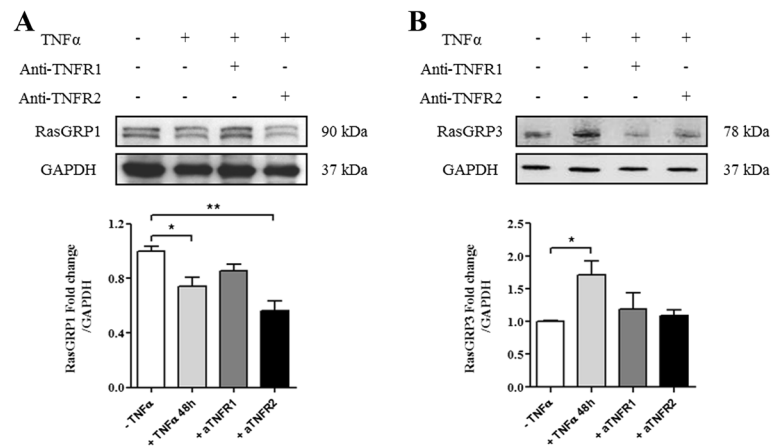 A
TNFα - + + +
Anti-TNFR1 - - + -
Anti-TNFR2 - - - +
RasGRP1 90 kDa
GAPDH 37 kDa
RasGRP1 Fold change
/GAPDH
1.2
0.8
0.4
0.0
*
**
- TNFα
+ TNFα 48h
+ aTNFR1
+ aTNFR2
B
TNFα - + + +
Anti-TNFR1 - - + -
Anti-TNFR2 - - - +
RasGRP3 78 kDa
GAPDH 37 kDa
RasGRP3 Fold change
/GAPDH
2.5
2.0
1.5
1.0
0.5
0.0
*
- TNFα
+ TNFα 48h
+ aTNFR1
+ aTNFR2